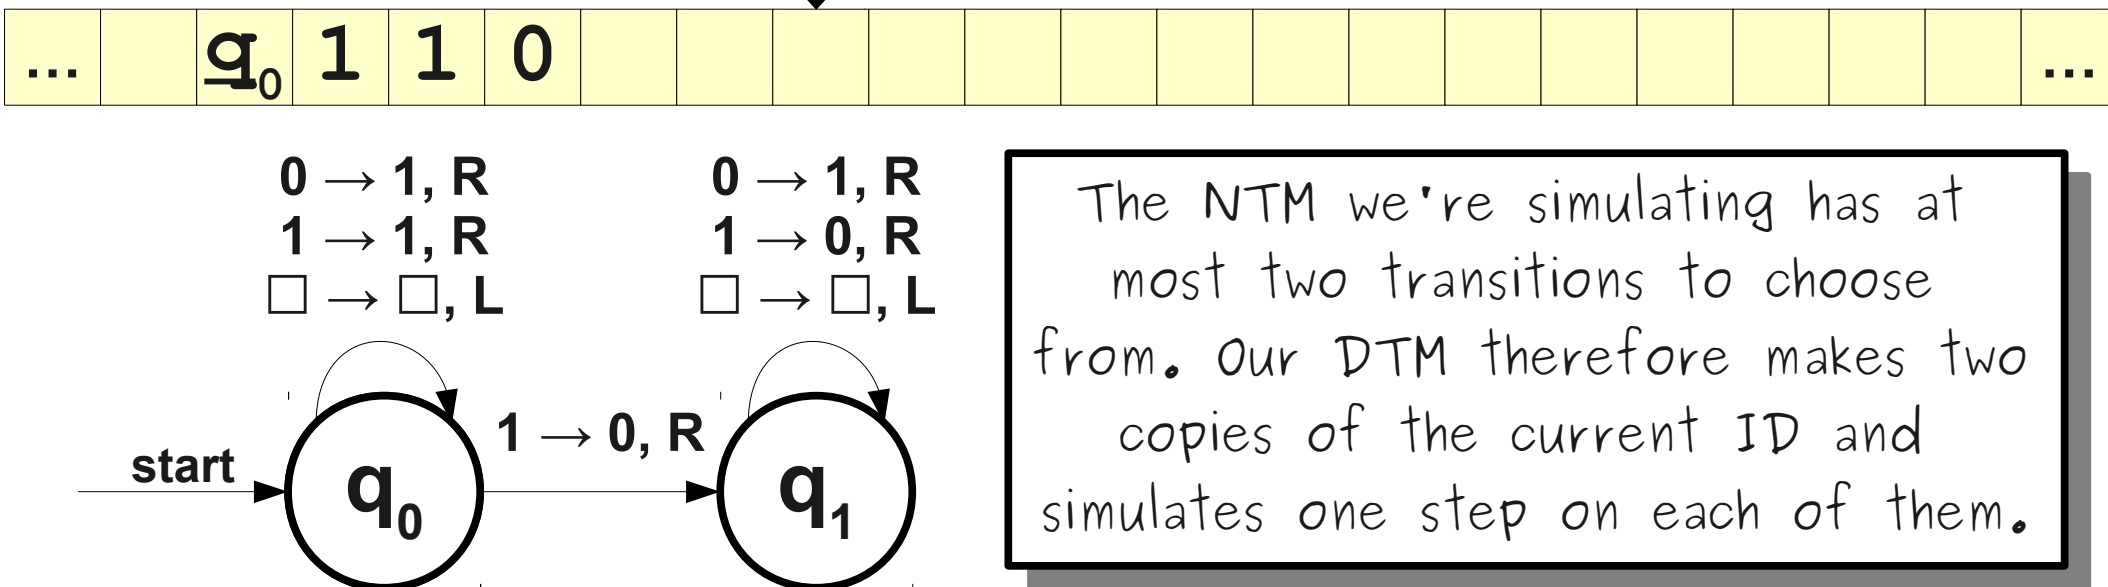 ... q₀ 1 1 0 ...
0 → 1, R
1 → 1, R
□ → □, L
0 → 1, R
1 → 0, R
□ → □, L
start
q₀
1 → 0, R
q₁
The NTM we're simulating has at
most two transitions to choose
from. Our DTM therefore makes two
copies of the current ID and
simulates one step on each of them.